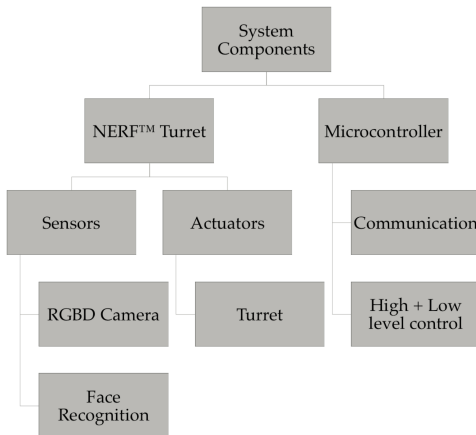 System
Components
NERF™ Turret
Microcontroller
Sensors
Actuators
Communication
RGBD Camera
Turret
High + Low
level control
Face
Recognition